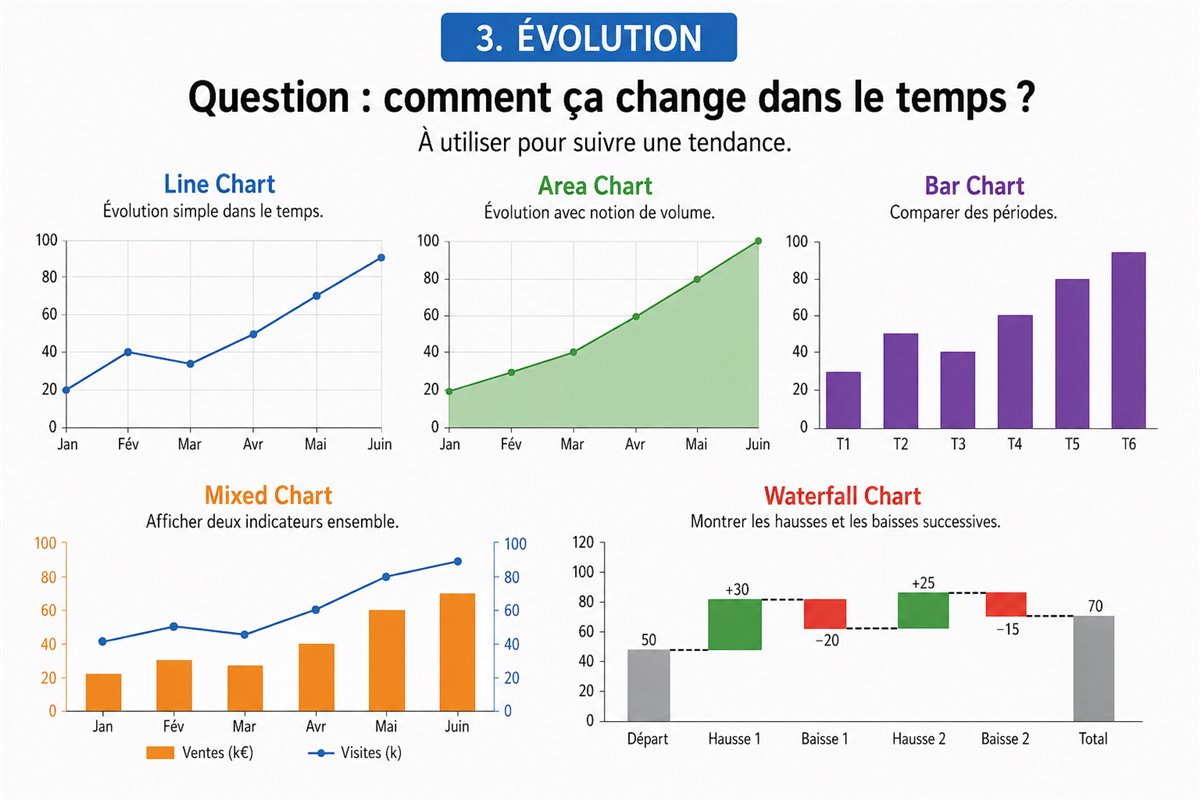 3. ÉVOLUTION
Question : comment ça change dans le temps ?
À utiliser pour suivre une tendance.
Line Chart
Évolution simple dans le temps.
100
80
60
40
20
0
Jan Fév Mar Avr Mai Juin
Area Chart
Évolution avec notion de volume.
100
80
60
40
20
0
Jan Fév Mar Avr Mai Juin
Bar Chart
Comparer des périodes.
100
80
60
40
20
0
T1 T2 T3 T4 T5 T6
Mixed Chart
Afficher deux indicateurs ensemble.
100 100
80 80
60 60
40 40
20 20
0 0
Jan Fév Mar Avr Mai Juin
Ventes (k€) Visites (k)
Waterfall Chart
Montrer les hausses et les baisses successives.
120
100
80
60
40
20
0
50
+30
−20
+25
−15
70
Départ Hausse 1 Baisse 1 Hausse 2 Baisse 2 Total